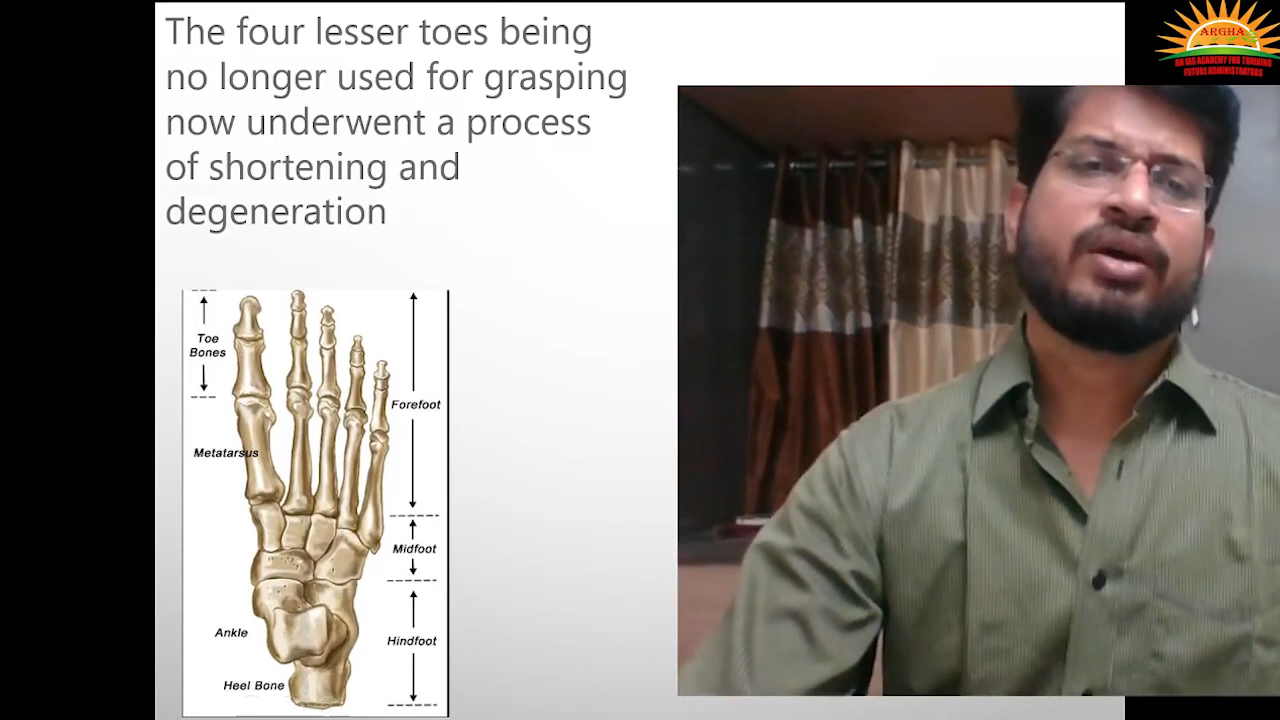 The four lesser toes being
no longer used for grasping
now underwent a process
of shortening and
degeneration
ARGHA
AN IAS ACADEMY FOR TRAINING
FUTURE ADMINISTRATORS
Toe
Bones
Forefoot
Metatarsus
Midfoot
Ankle
Hindfoot
Heel Bone